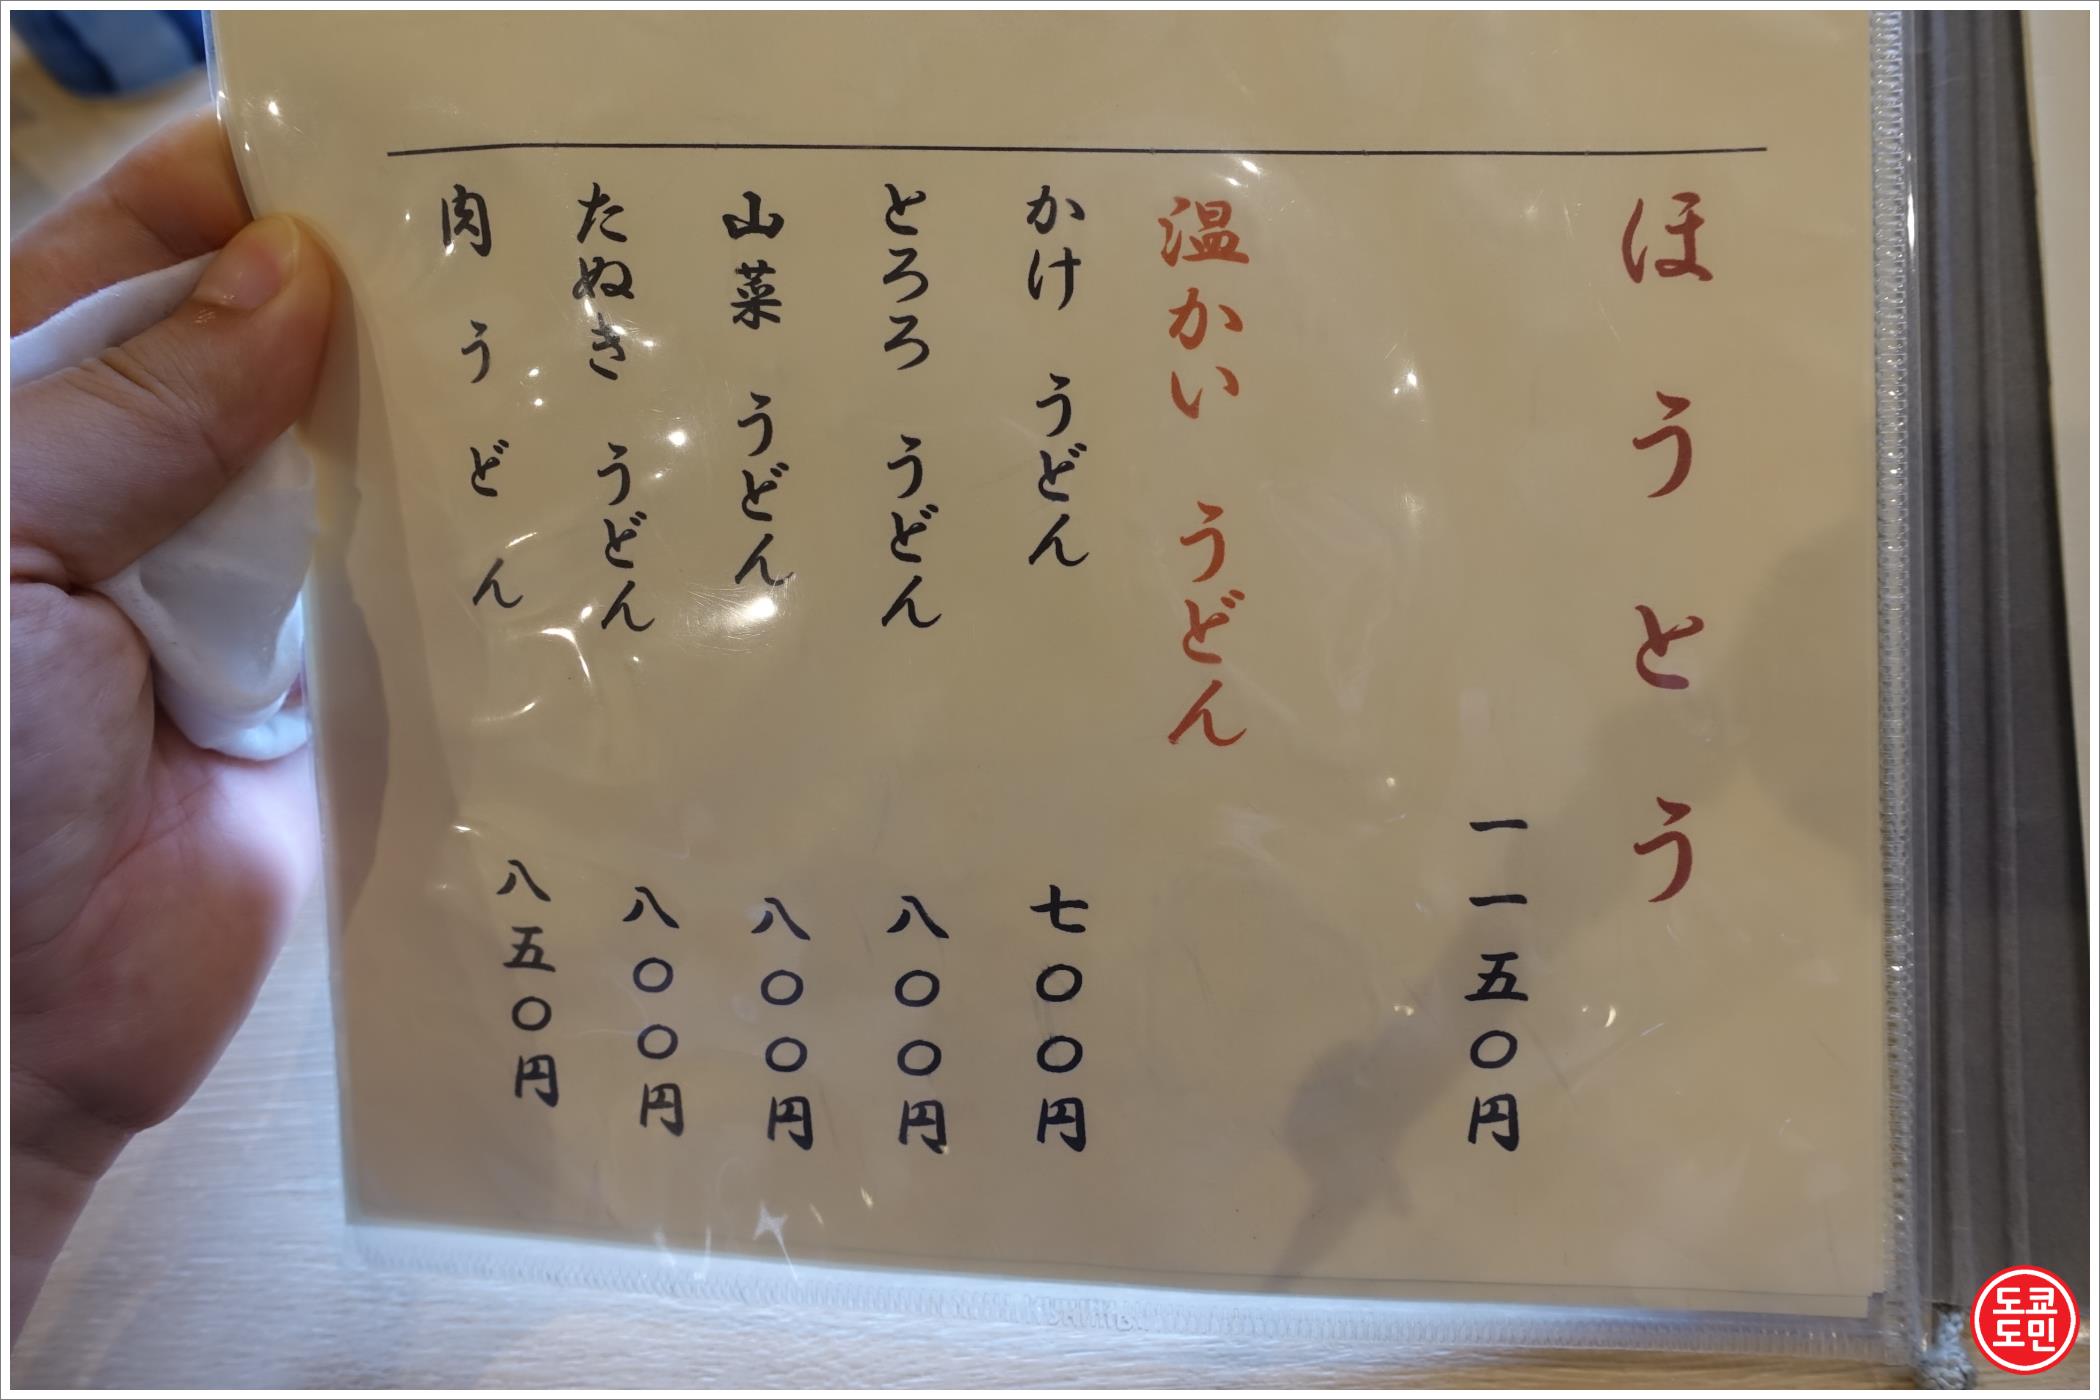 ほうとう
一一五〇円
温かい うどん
かけ うどん
七〇〇円
とろろ うどん
八〇〇円
山菜 うどん
八〇〇円
たぬき うどん
八〇〇円
肉うどん
八五〇円
도쿄
도민